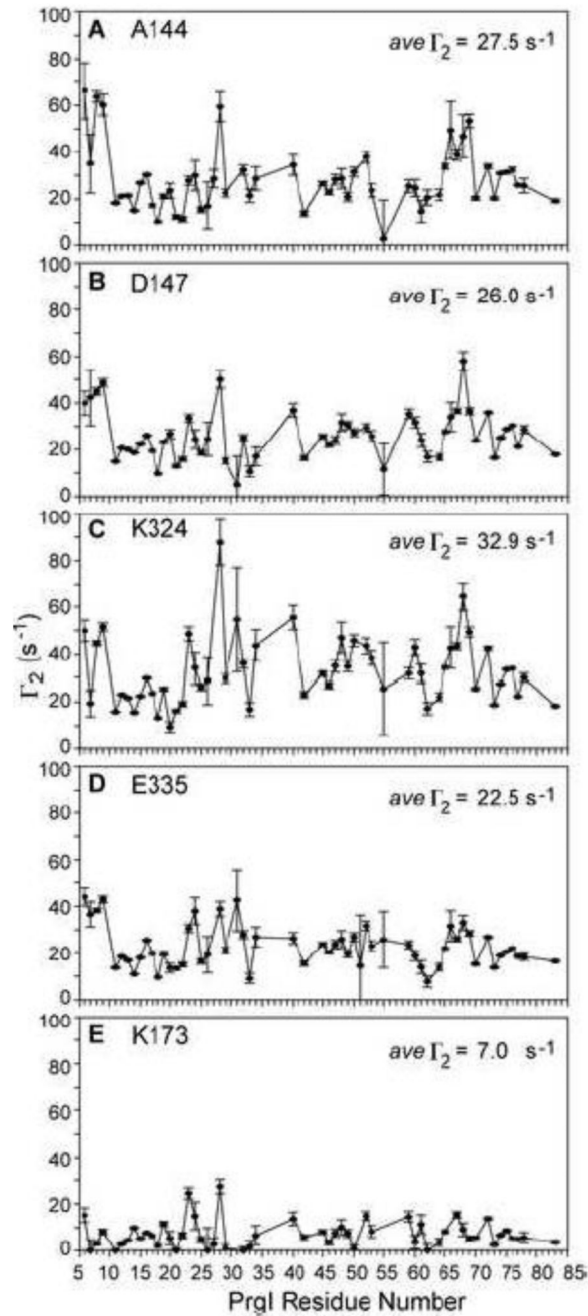 A A144
ave Γ₂ = 27.5 s⁻¹
100
80
60
40
20
0
B D147
ave Γ₂ = 26.0 s⁻¹
100
80
60
40
20
0
C K324
ave Γ₂ = 32.9 s⁻¹
100
80
60
40
20
0
Γ₂ (s⁻¹)
D E335
ave Γ₂ = 22.5 s⁻¹
100
80
60
40
20
0
E K173
ave Γ₂ = 7.0 s⁻¹
100
80
60
40
20
0
5 10 15 20 25 30 35 40 45 50 55 60 65 70 75 80 85
PrgI Residue Number